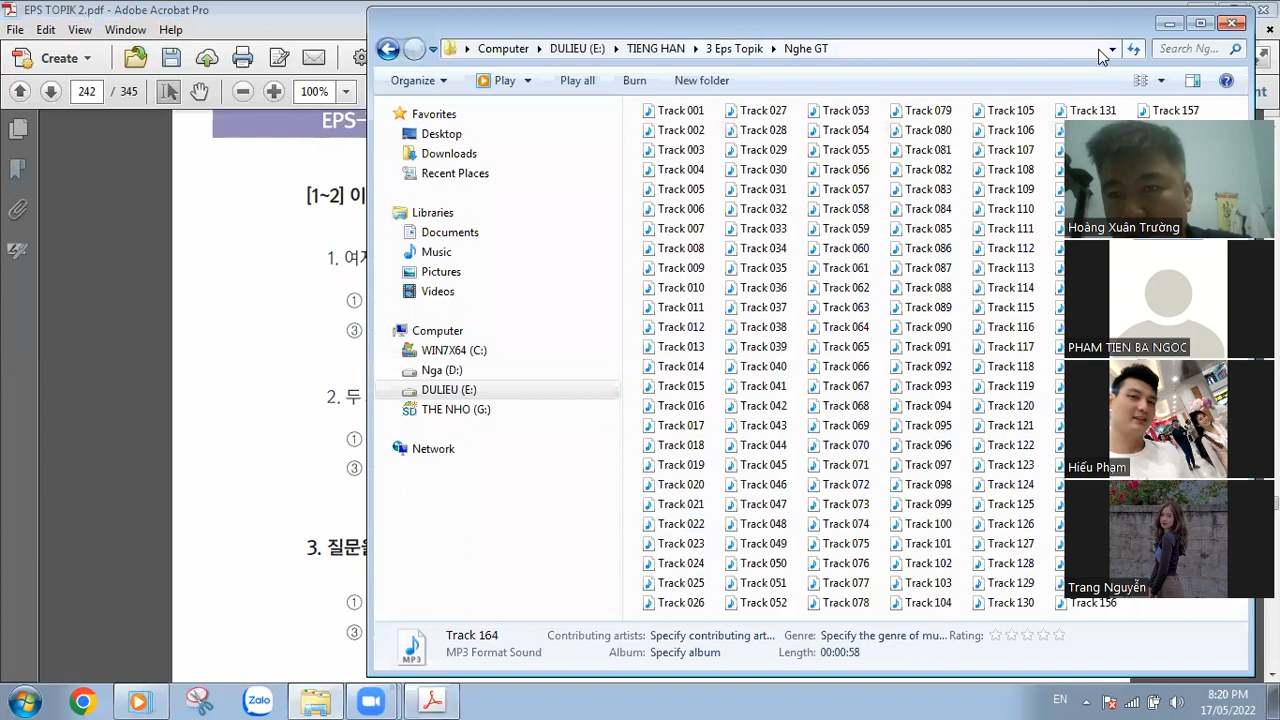 EPS TOPIK 2.pdf - Adobe Acrobat Pro
File Edit View Window Help
Create
242 / 345 100%
EPS-
[1~2] 이
1. 여자
①
③
2. 두
①
③
3. 질문을
①
③
Computer DULIEU (E:) TIENG HAN 3 Eps Topik Nghe GT
Search Ng...
Organize Play Play all Burn New folder
Favorites
Desktop
Downloads
Recent Places
Libraries
Documents
Music
Pictures
Videos
Computer
WIN7X64 (C:)
Nga (D:)
DULIEU (E:)
THE NHO (G:)
Network
Track 001 Track 027 Track 053 Track 079 Track 105 Track 131 Track 157
Track 002 Track 028 Track 054 Track 080 Track 106
Track 003 Track 029 Track 055 Track 081 Track 107
Track 004 Track 030 Track 056 Track 082 Track 108
Track 005 Track 031 Track 057 Track 083 Track 109
Track 006 Track 032 Track 058 Track 084 Track 110
Track 007 Track 033 Track 059 Track 085 Track 111
Track 008 Track 034 Track 060 Track 086 Track 112
Track 009 Track 035 Track 061 Track 087 Track 113
Track 010 Track 036 Track 062 Track 088 Track 114
Track 011 Track 037 Track 063 Track 089 Track 115
Track 012 Track 038 Track 064 Track 090 Track 116
Track 013 Track 039 Track 065 Track 091 Track 117
Track 014 Track 040 Track 066 Track 092 Track 118
Track 015 Track 041 Track 067 Track 093 Track 119
Track 016 Track 042 Track 068 Track 094 Track 120
Track 017 Track 043 Track 069 Track 095 Track 121
Track 018 Track 044 Track 070 Track 096 Track 122
Track 019 Track 045 Track 071 Track 097 Track 123
Track 020 Track 046 Track 072 Track 098 Track 124
Track 021 Track 047 Track 073 Track 099 Track 125
Track 022 Track 048 Track 074 Track 100 Track 126
Track 023 Track 049 Track 075 Track 101 Track 127
Track 024 Track 050 Track 076 Track 102 Track 128
Track 025 Track 051 Track 077 Track 103 Track 129
Track 026 Track 052 Track 078 Track 104 Track 130 Track 156
Hoàng Xuân Trường
PHAM TIEN BA NGOC
Hiếu Phạm
Trang Nguyễn
Track 164 Contributing artists: Specify contributing art... Genre: Specify the genre of mu... Rating:
MP3 Format Sound Album: Specify album Length: 00:00:58
MP3
Zalo
EN
8:20 PM
17/05/2022